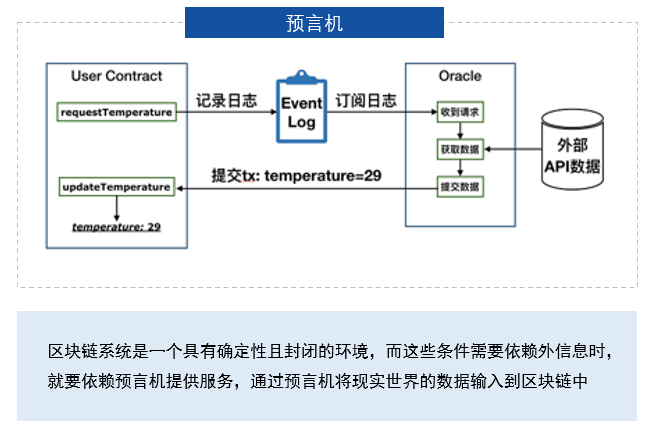 预言机
User Contract
Oracle
requestTemperature
记录日志
Event
Log
订阅日志
收到请求
获取数据
外部
API数据
提交tx: temperature=29
updateTemperature
提交数据
temperature: 29
区块链系统是一个具有确定性且封闭的环境，而这些条件需要依赖外信息时，
就要依赖预言机提供服务，通过预言机将现实世界的数据输入到区块链中